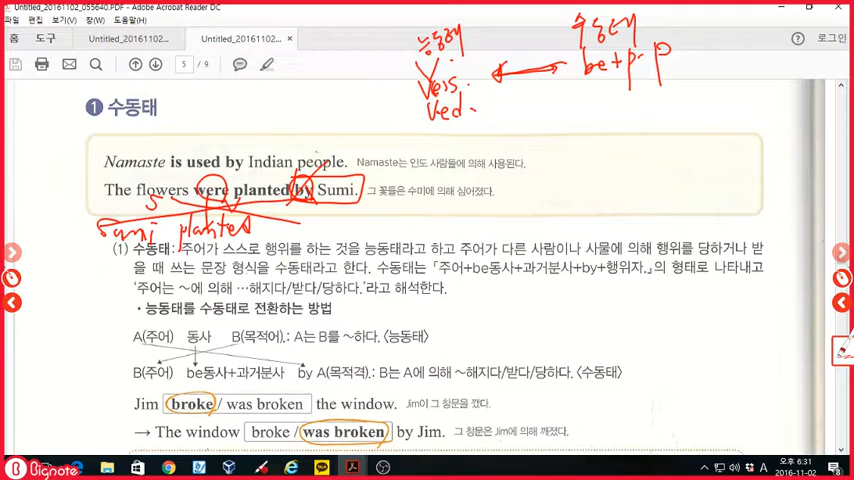 Untitled_20161102_055640.PDF - Adobe Acrobat Reader DC
파일 편집 보기(V) 창(W) 도움말(H)
홈 도구 Untitled_20161102... Untitled_20161102... × ? 로그인
5 / 9
능동태 수동태
V(e)s be+p.p
Ved
❶ 수동태
Namaste is used by Indian people. Namaste는 인도 사람들에 의해 사용된다.
The flowers were planted by Sumi. 그 꽃들은 수미에 의해 심어졌다.
S
Sumi planted
(1) 수동태: 주어가 스스로 행위를 하는 것을 능동태라고 하고 주어가 다른 사람이나 사물에 의해 행위를 당하거나 받
을 때 쓰는 문장 형식을 수동태라고 한다. 수동태는 「주어+be동사+과거분사+by+행위자.」의 형태로 나타내고
‘주어는 ~에 의해 …해지다/받다/당하다.’라고 해석한다.
• 능동태를 수동태로 전환하는 방법
A(주어) 동사 B(목적어).: A는 B를 ~하다. 〈능동태〉
B(주어) be동사+과거분사 by A(목적격).: B는 A에 의해 ~해지다/받다/당하다. 〈수동태〉
Jim broke / was broken the window. Jim이 그 창문을 깼다.
→ The window broke / was broken by Jim. 그 창문은 Jim에 의해 깨졌다.
Bignote
오후 6:31
2016-11-02